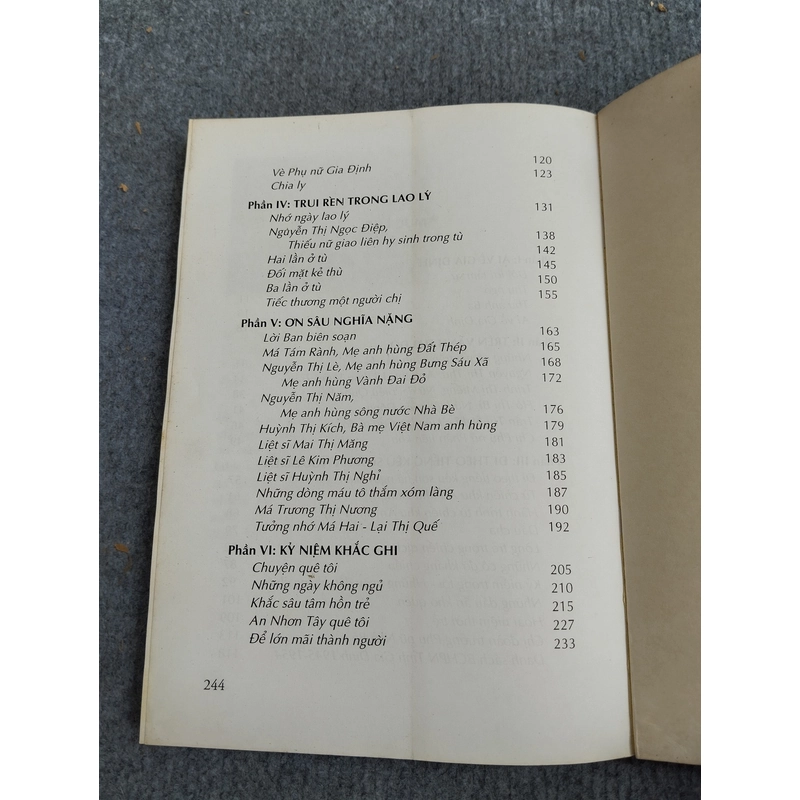 Vè Phụ nữ Gia Định 120
Chia ly 123
Phần IV: TRUI RÈN TRONG LAO LỲ
Nhớ ngày lao lý 131
Nguyễn Thị Ngọc Điệp,
Thiếu nữ giao liên hy sinh trong tù 138
Hai lần ở tù 142
Đối mặt kẻ thù 145
Ba lần ở tù 150
Tiếc thương một người chị 155
Phần V: ƠN SÂU NGHĨA NẶNG
Lời Ban biên soạn 163
Má Tám Rành, Mẹ anh hùng Đất Thép 165
Nguyễn Thị Lè, Mẹ anh hùng Bưng Sáu Xã 168
Mẹ anh hùng Vành Đai Đỏ 172
Nguyễn Thị Năm,
Mẹ anh hùng sông nước Nhà Bè 176
Huỳnh Thị Kích, Bà mẹ Việt Nam anh hùng 179
Liệt sĩ Mai Thị Măng 181
Liệt sĩ Lê Kim Phương 183
Liệt sĩ Huỳnh Thị Nghỉ 185
Những dòng máu tô thắm xóm làng 187
Má Trương Thị Nương 190
Tưởng nhớ Má Hai - Lại Thị Quế 192
Phần VI: KỶ NIỆM KHẮC GHI
Chuyện quê tôi 205
Những ngày không ngủ 210
Khắc sâu tâm hồn trẻ 215
An Nhơn Tây quê tôi 227
Để lớn mãi thành người 233
244